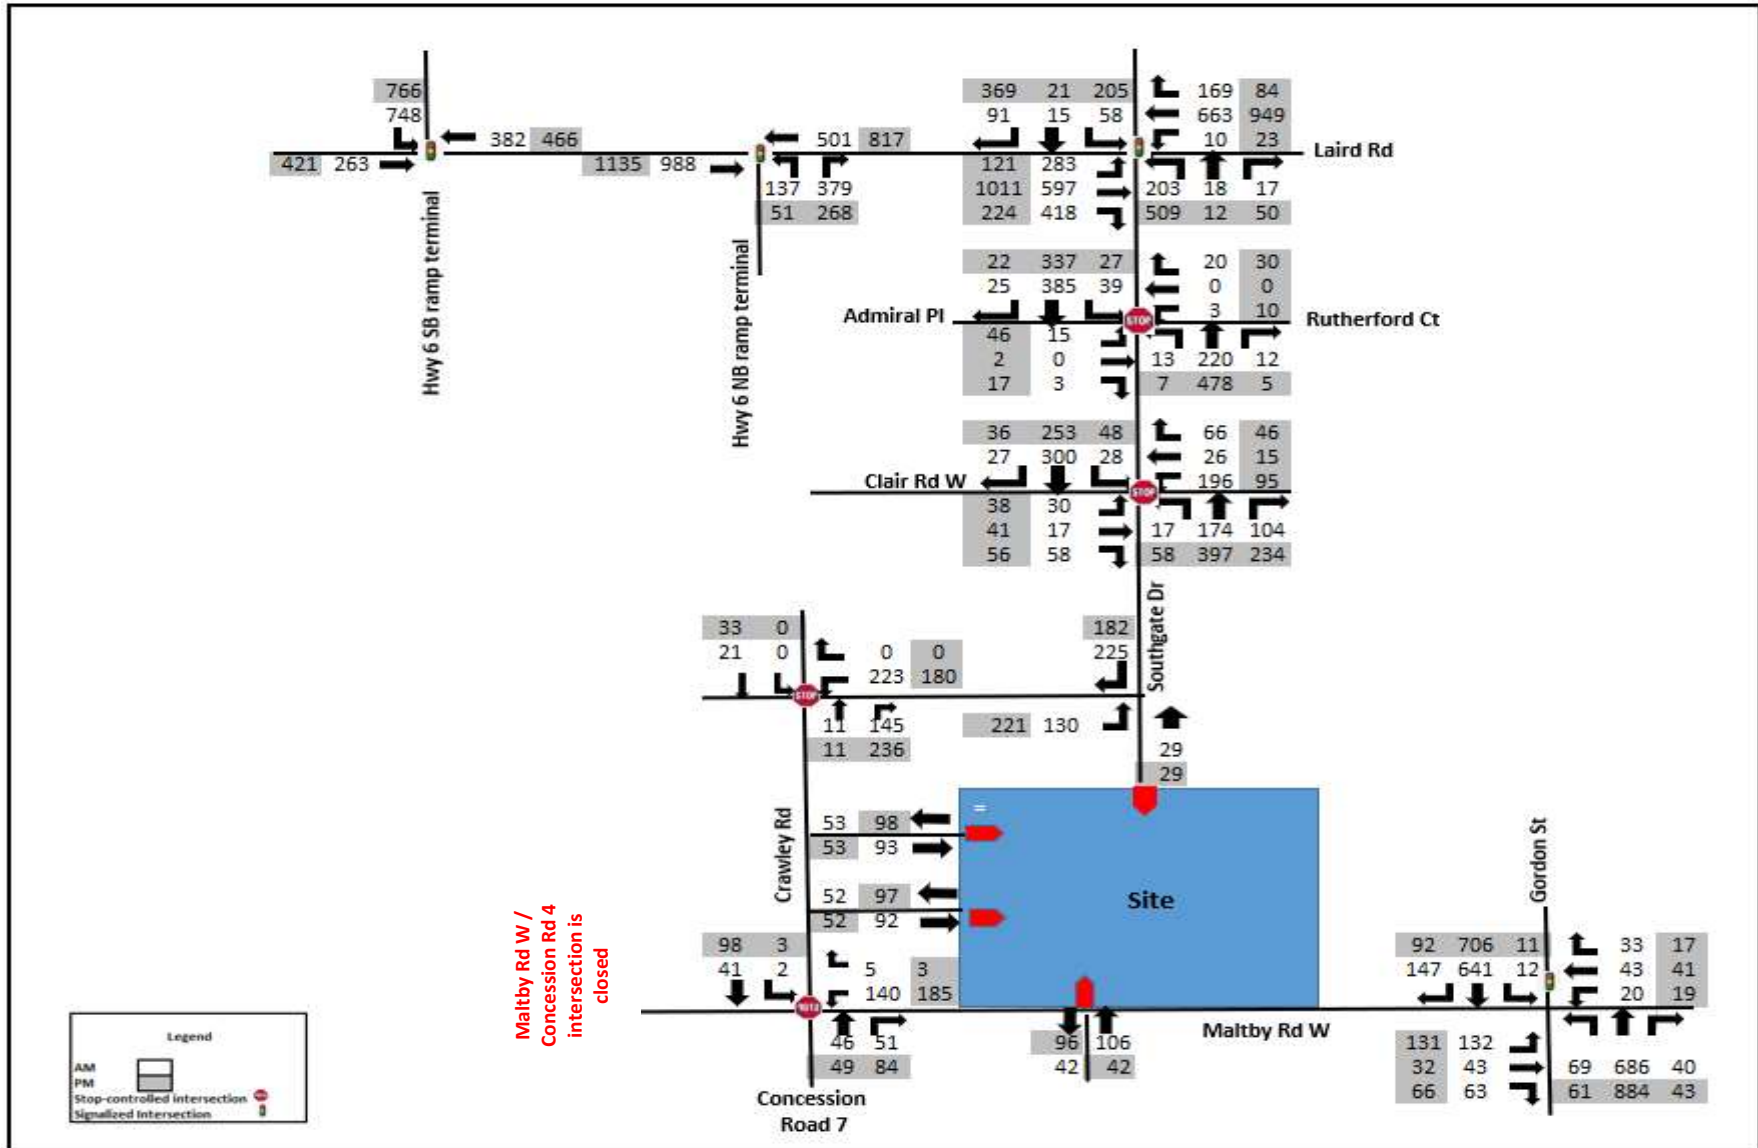 766
748
382 466
421 263
1135 988
501 817
137 379
51 268
Hwy 6 SB ramp terminal
Hwy 6 NB ramp terminal
369 21 205
91 15 58
169 84
663 949
10 23
Laird Rd
121 283
1011 597
224 418
203 18 17
509 12 50
22 337 27
25 385 39
20 30
0 0
3 10
Admiral Pl
STOP
Rutherford Ct
46 15
2 0
17 3
13 220 12
7 478 5
36 253 48
27 300 28
66 46
26 15
196 95
Clair Rd W
STOP
38 30
41 17
56 58
17 174 104
58 397 234
Southgate Dr
33 0
21 0
0 0
223 180
STOP
11 145
11 236
182
225
221 130
29
29
Crawley Rd
53 98
53 93
52 97
52 92
=
Site
Gordon St
Maltby Rd W /
Concession Rd 4
intersection is
closed
98 3
41 2
5 3
140 185
46 51
49 84
Concession
Road 7
96 106
42 42
Maltby Rd W
92 706 11
147 641 12
33 17
43 41
20 19
131 132
32 43
66 63
69 686 40
61 884 43
Legend
AM
PM
Stop-controlled intersection
Signalized Intersection